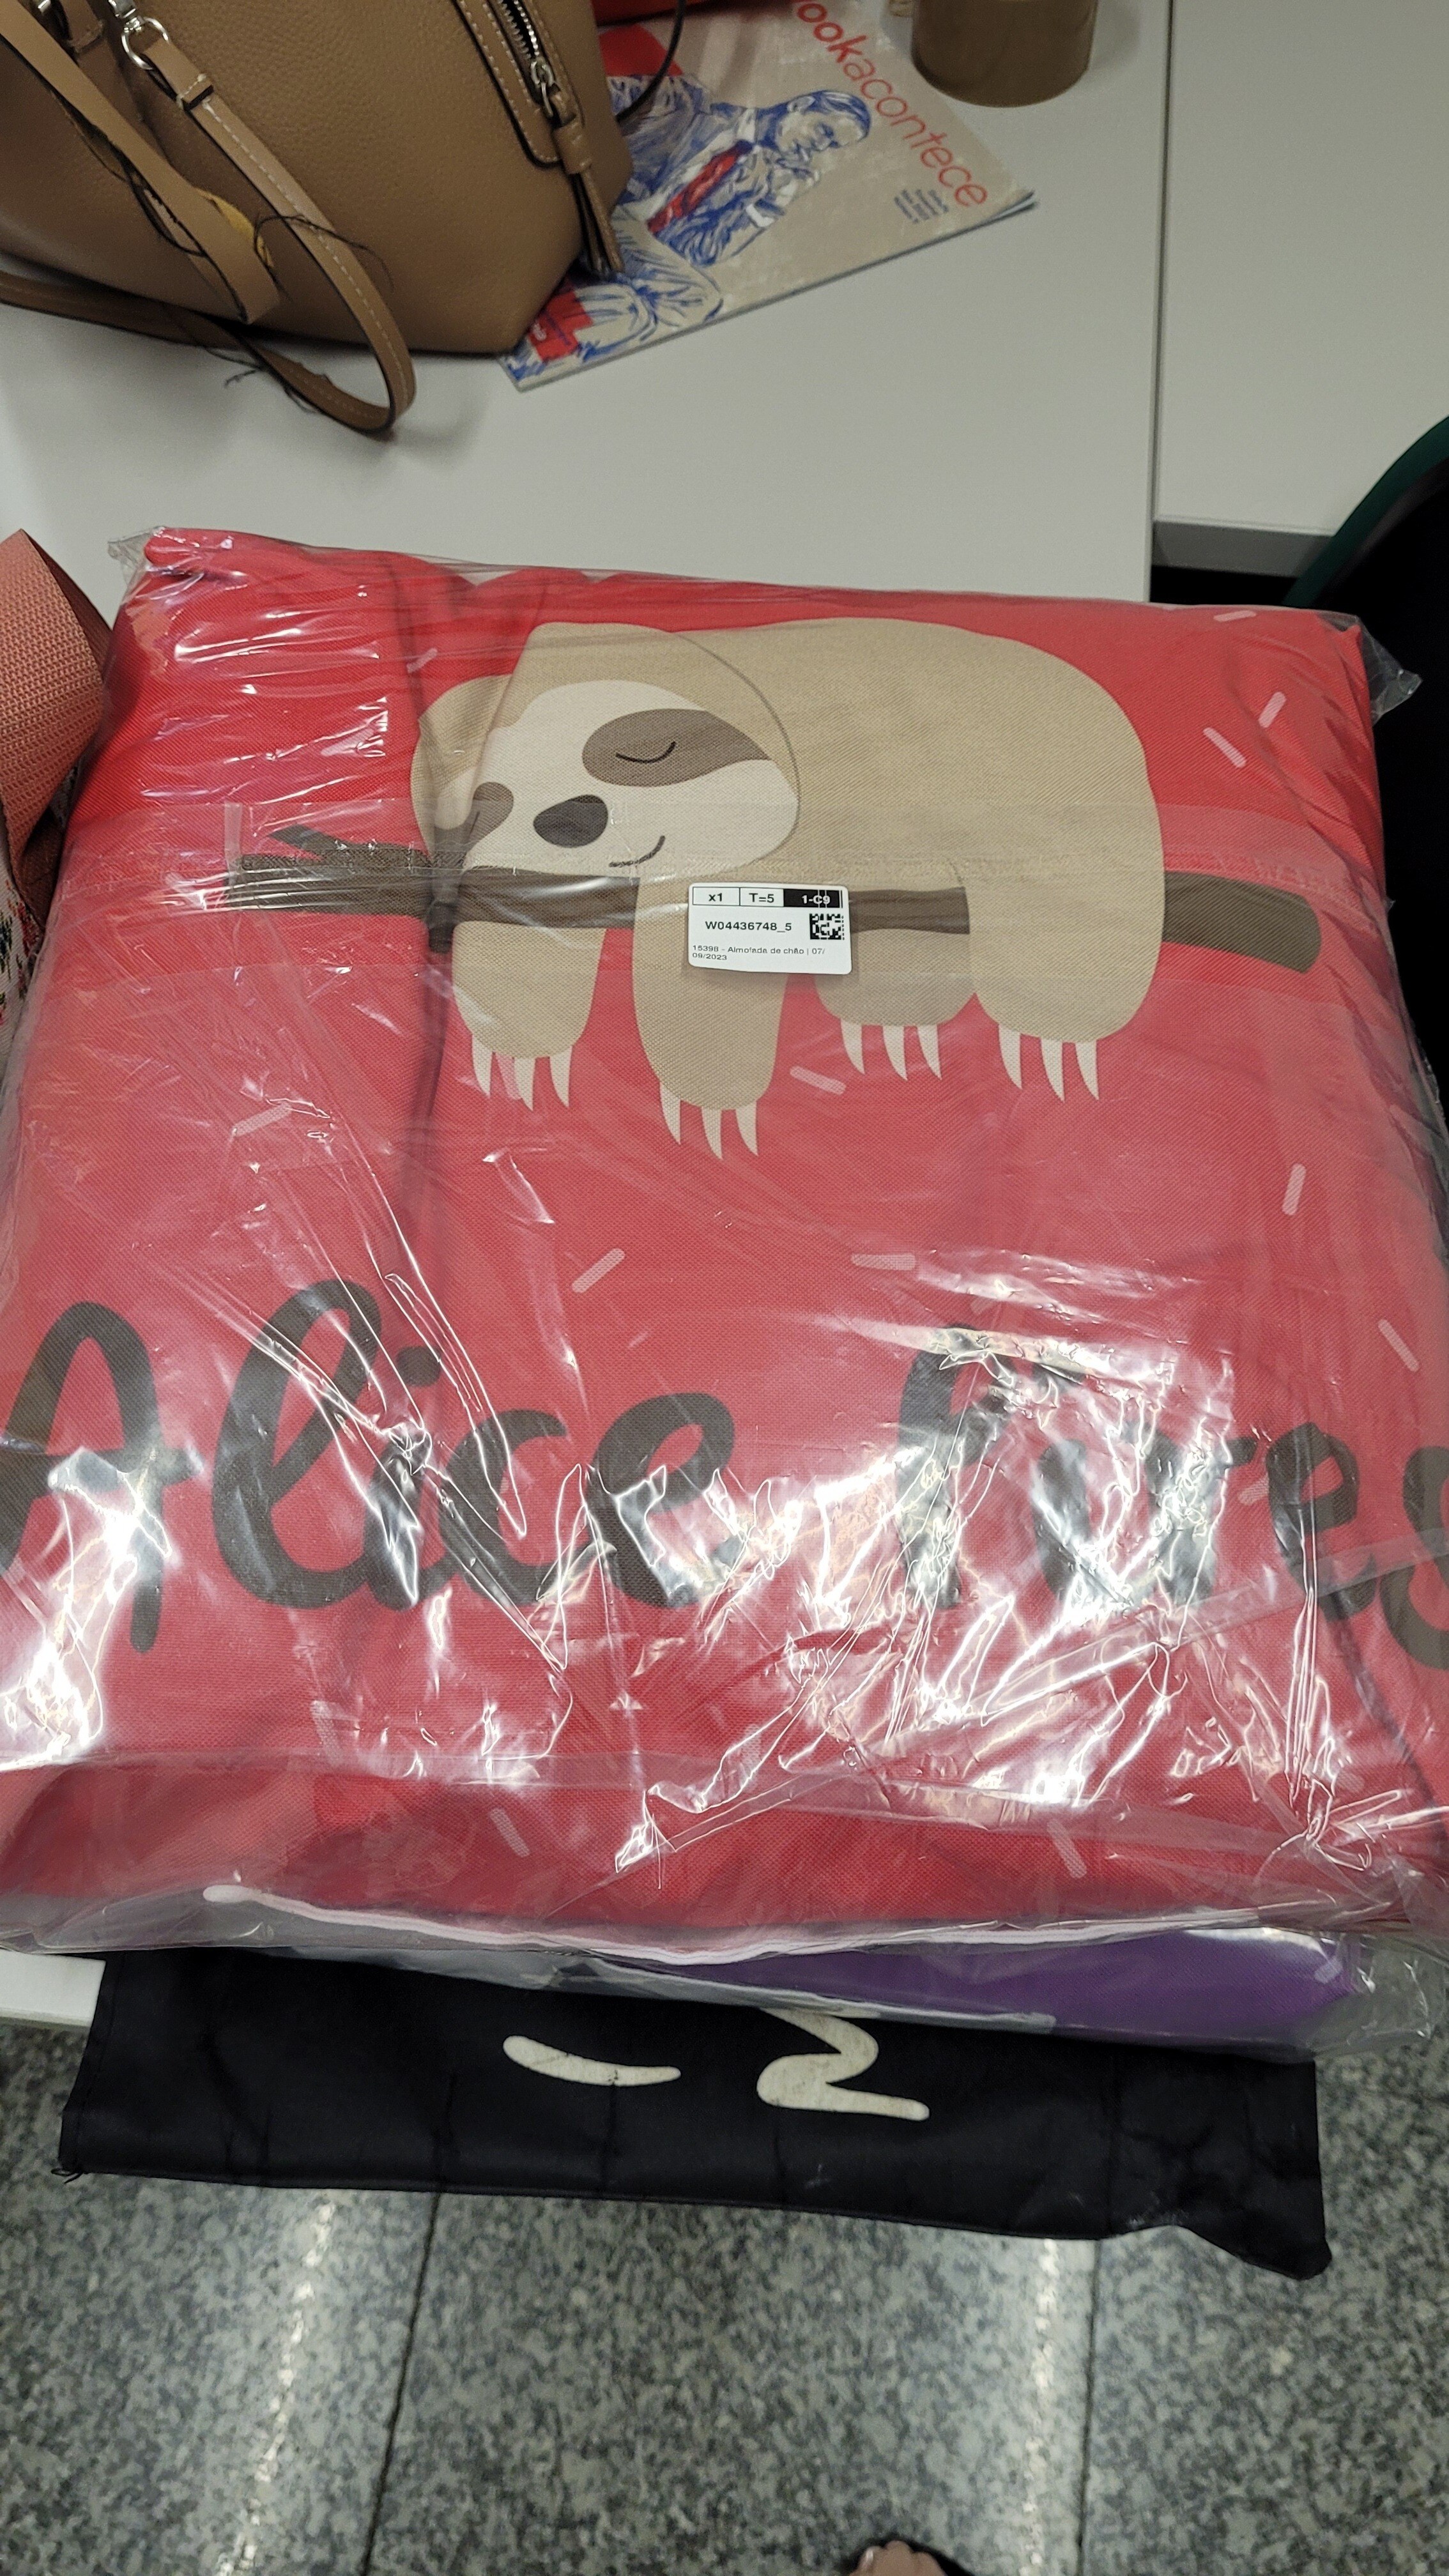 ookacontece
x1 T=5 1-C9
W04436748_5
15398 - Almofada de chão | 07/
09/2023
Alice